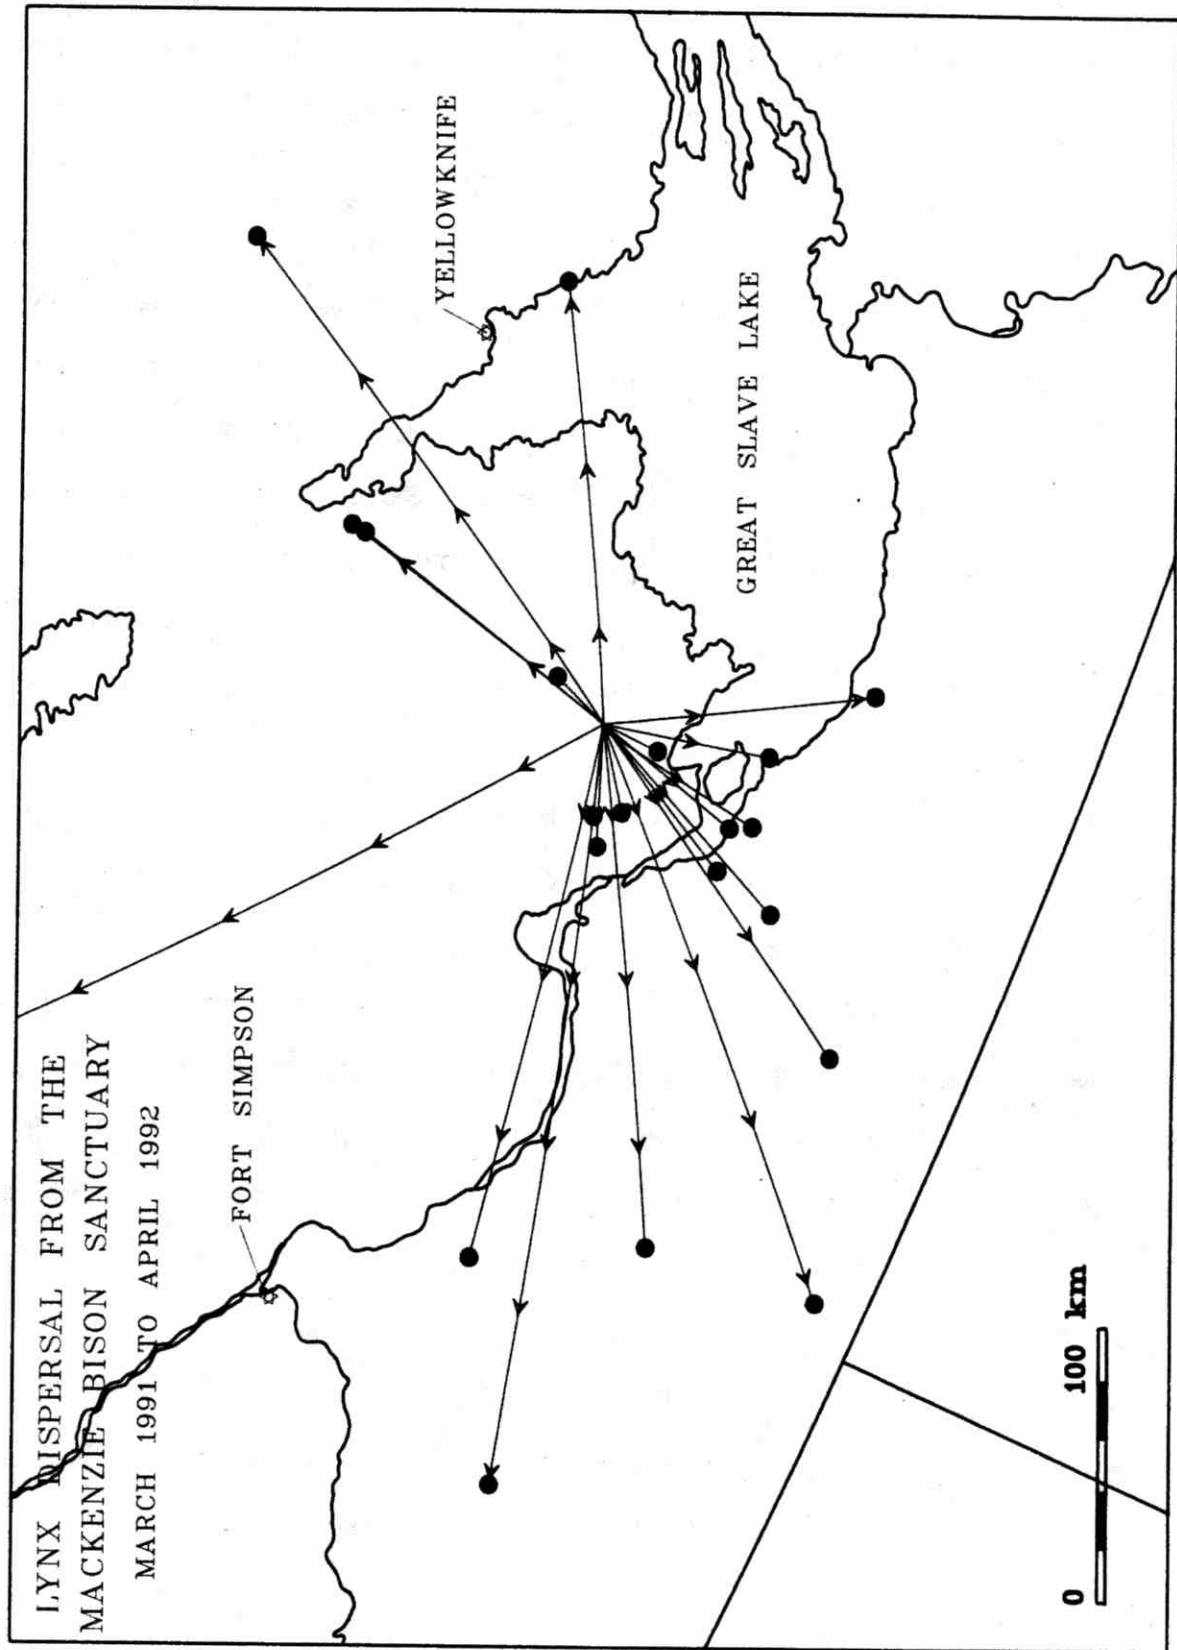 LYNX DISPERSAL FROM THE
MACKENZIE BISON SANCTUARY
MARCH 1991 TO APRIL 1992
FORT SIMPSON
YELLOWKNIFE
GREAT SLAVE LAKE
0 100 km